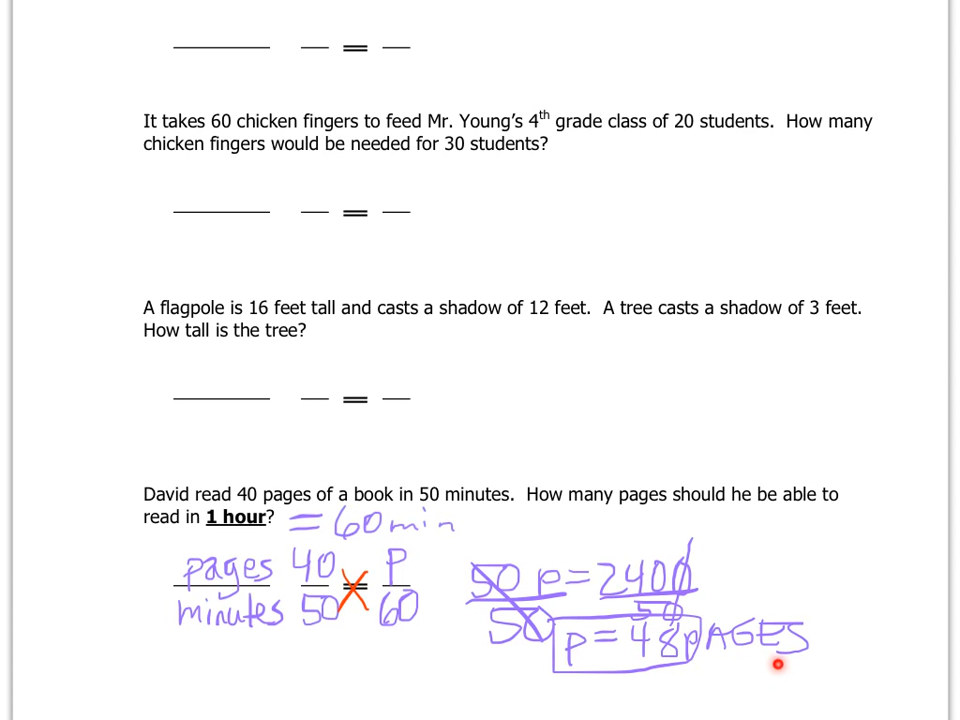 It takes 60 chicken fingers to feed Mr. Young's 4th grade class of 20 students. How many
chicken fingers would be needed for 30 students?
=
A flagpole is 16 feet tall and casts a shadow of 12 feet. A tree casts a shadow of 3 feet.
How tall is the tree?
=
David read 40 pages of a book in 50 minutes. How many pages should he be able to
read in 1 hour? = 60 min
pages 40 = P
minutes 50 60
50 p = 2400
50 50
p = 48 pAGES